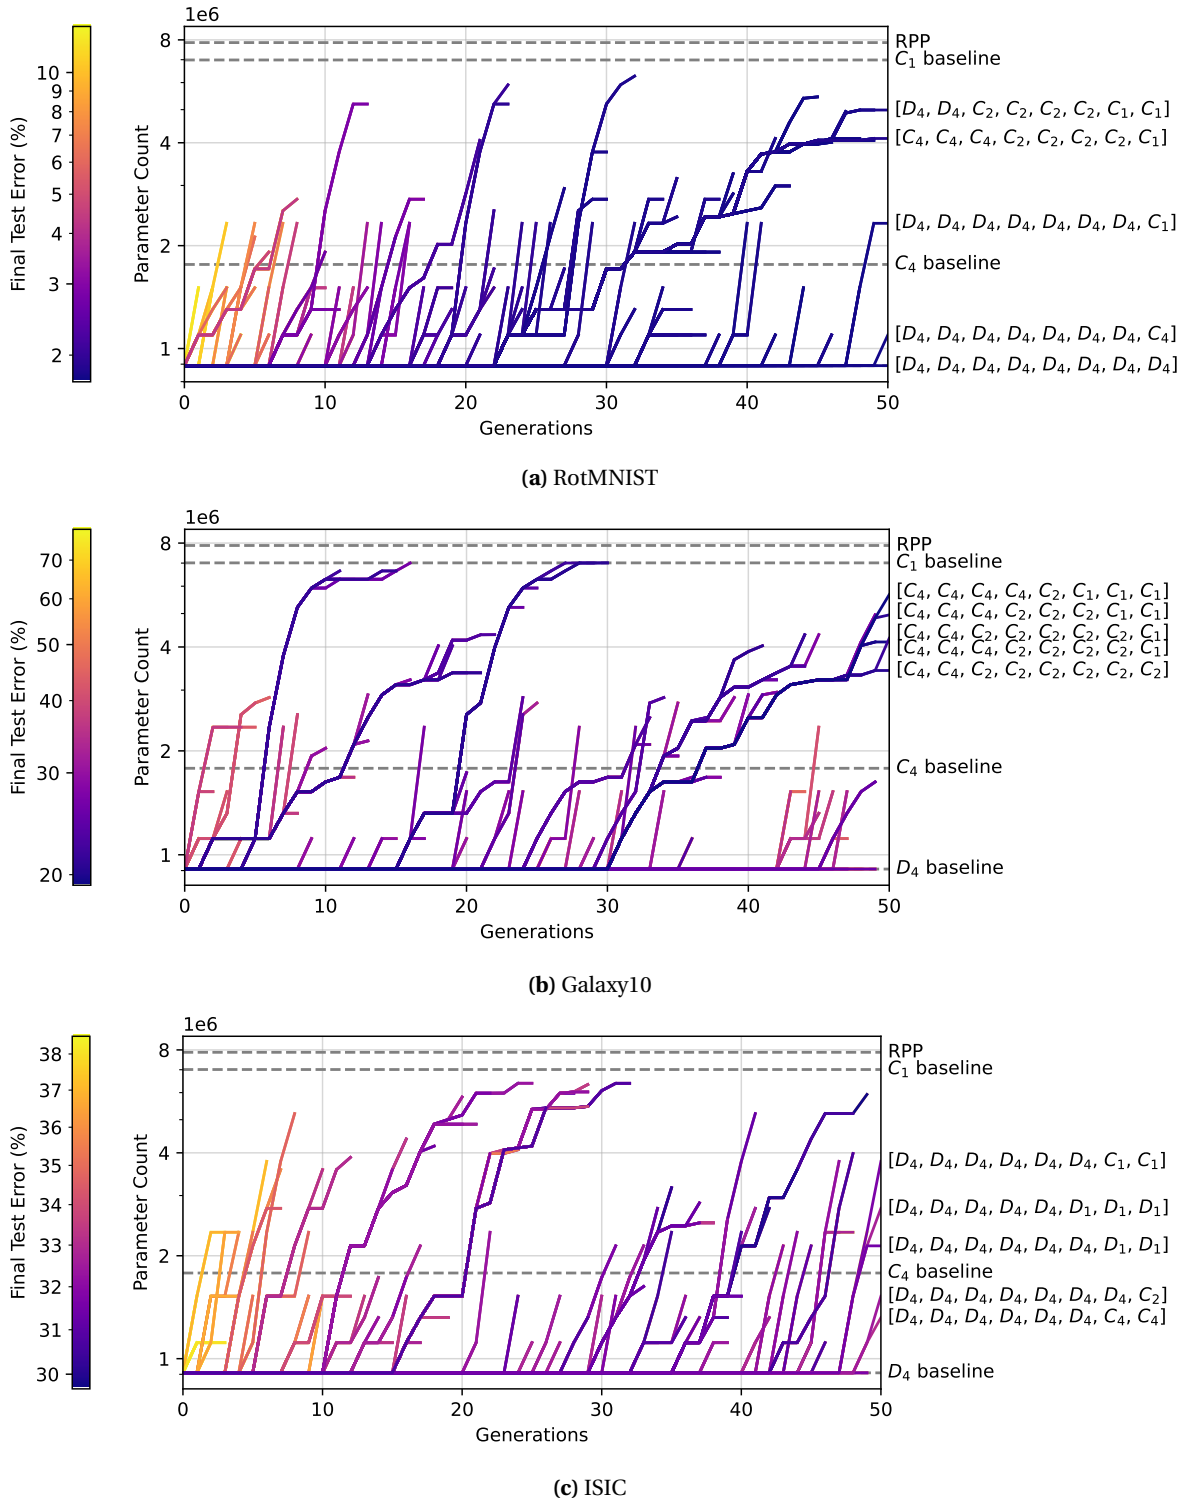 1e6
Final Test Error (%)
10
9
8
7
6
5
4
3
2
Parameter Count
8
4
2
1
RPP
C₁ baseline
[D₄, D₄, C₂, C₂, C₂, C₂, C₁, C₁]
[C₄, C₄, C₄, C₂, C₂, C₂, C₂, C₁]
[D₄, D₄, D₄, D₄, D₄, D₄, D₄, C₁]
C₄ baseline
[D₄, D₄, D₄, D₄, D₄, D₄, D₄, C₄]
[D₄, D₄, D₄, D₄, D₄, D₄, D₄, D₄]
0 10 20 30 40 50
Generations
(a) RotMNIST
1e6
Final Test Error (%)
70
60
50
40
30
20
Parameter Count
8
4
2
1
RPP
C₁ baseline
[C₄, C₄, C₄, C₄, C₂, C₁, C₁, C₁]
[C₄, C₄, C₄, C₂, C₂, C₂, C₁, C₁]
[C₄, C₄, C₂, C₂, C₂, C₂, C₂, C₁]
[C₄, C₄, C₄, C₂, C₂, C₂, C₂, C₁]
[C₄, C₄, C₂, C₂, C₂, C₂, C₂, C₂]
C₄ baseline
D₄ baseline
0 10 20 30 40 50
Generations
(b) Galaxy10
1e6
Final Test Error (%)
38
37
36
35
34
33
32
31
30
Parameter Count
8
4
2
1
RPP
C₁ baseline
[D₄, D₄, D₄, D₄, D₄, D₄, C₁, C₁]
[D₄, D₄, D₄, D₄, D₄, D₁, D₁, D₁]
[D₄, D₄, D₄, D₄, D₄, D₄, D₁, D₁]
C₄ baseline
[D₄, D₄, D₄, D₄, D₄, D₄, D₄, C₂]
[D₄, D₄, D₄, D₄, D₄, D₄, C₄, C₄]
D₄ baseline
0 10 20 30 40 50
Generations
(c) ISIC